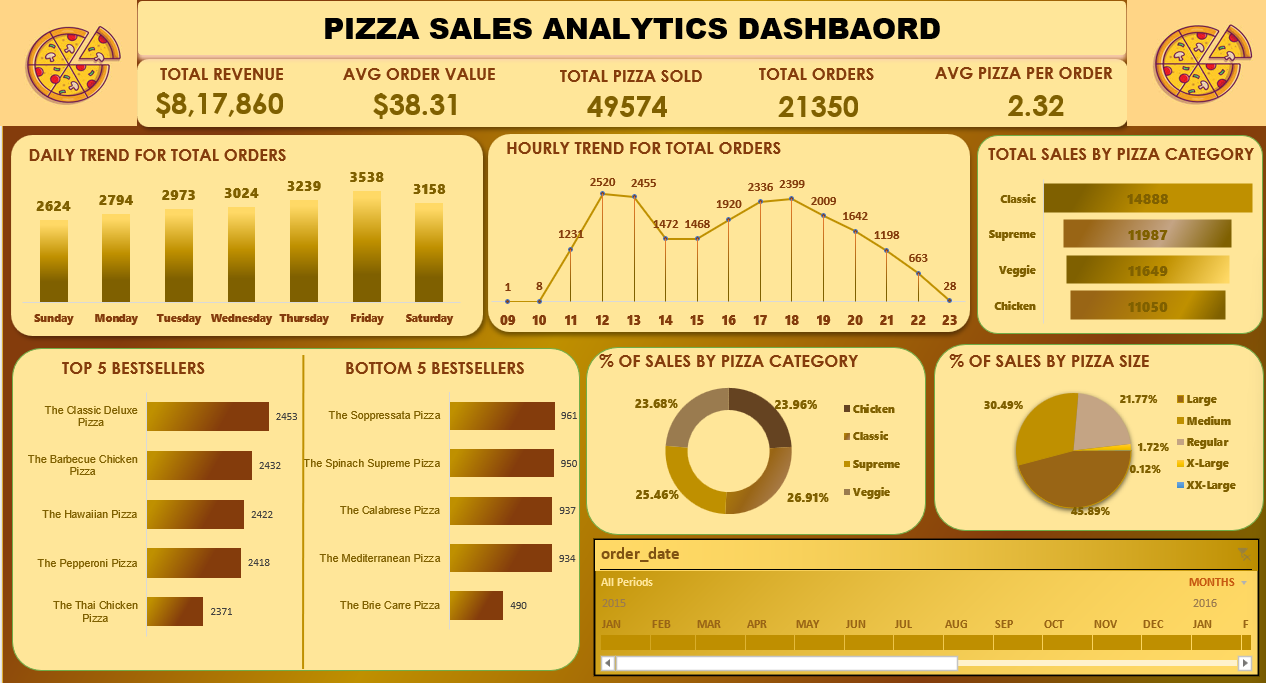 PIZZA SALES ANALYTICS DASHBAORD
TOTAL REVENUE
$8,17,860
AVG ORDER VALUE
$38.31
TOTAL PIZZA SOLD
49574
TOTAL ORDERS
21350
AVG PIZZA PER ORDER
2.32
DAILY TREND FOR TOTAL ORDERS
2624 2794 2973 3024 3239 3538 3158
Sunday Monday Tuesday Wednesday Thursday Friday Saturday
HOURLY TREND FOR TOTAL ORDERS
1 8 1231 2520 2455 1472 1468 1920 2336 2399 2009 1642 1198 663 28
09 10 11 12 13 14 15 16 17 18 19 20 21 22 23
TOTAL SALES BY PIZZA CATEGORY
Classic 14888
Supreme 11987
Veggie 11649
Chicken 11050
TOP 5 BESTSELLERS
The Classic Deluxe
Pizza
2453
The Barbecue Chicken
Pizza
2432
The Hawaiian Pizza 2422
The Pepperoni Pizza 2418
The Thai Chicken
Pizza
2371
BOTTOM 5 BESTSELLERS
The Soppressata Pizza 961
The Spinach Supreme Pizza 950
The Calabrese Pizza 937
The Mediterranean Pizza 934
The Brie Carre Pizza 490
% OF SALES BY PIZZA CATEGORY
23.68% 23.96%
25.46% 26.91%
Chicken
Classic
Supreme
Veggie
% OF SALES BY PIZZA SIZE
30.49% 21.77%
1.72%
0.12%
45.89%
Large
Medium
Regular
X-Large
XX-Large
order_date
All Periods MONTHS
2015 2016
JAN FEB MAR APR MAY JUN JUL AUG SEP OCT NOV DEC JAN F